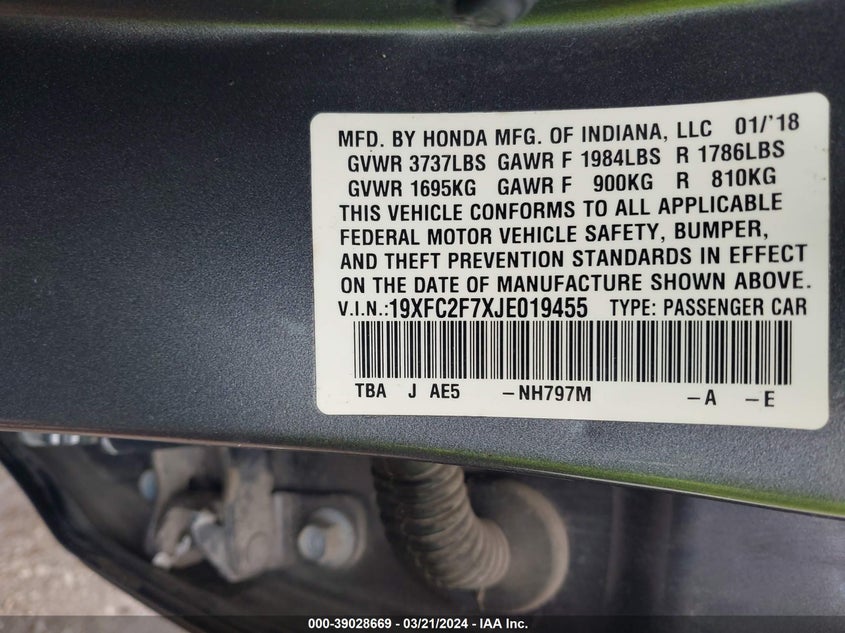 MFD. BY HONDA MFG. OF INDIANA, LLC 01/'18
GVWR 3737LBS GAWR F 1984LBS R 1786LBS
GVWR 1695KG GAWR F 900KG R 810KG
THIS VEHICLE CONFORMS TO ALL APPLICABLE
FEDERAL MOTOR VEHICLE SAFETY, BUMPER,
AND THEFT PREVENTION STANDARDS IN EFFECT
ON THE DATE OF MANUFACTURE SHOWN ABOVE.
V.I.N.:19XFC2F7XJE019455 TYPE: PASSENGER CAR
TBA J AE5 -NH797M -A -E
000-39028669 - 03/21/2024 - IAA Inc.